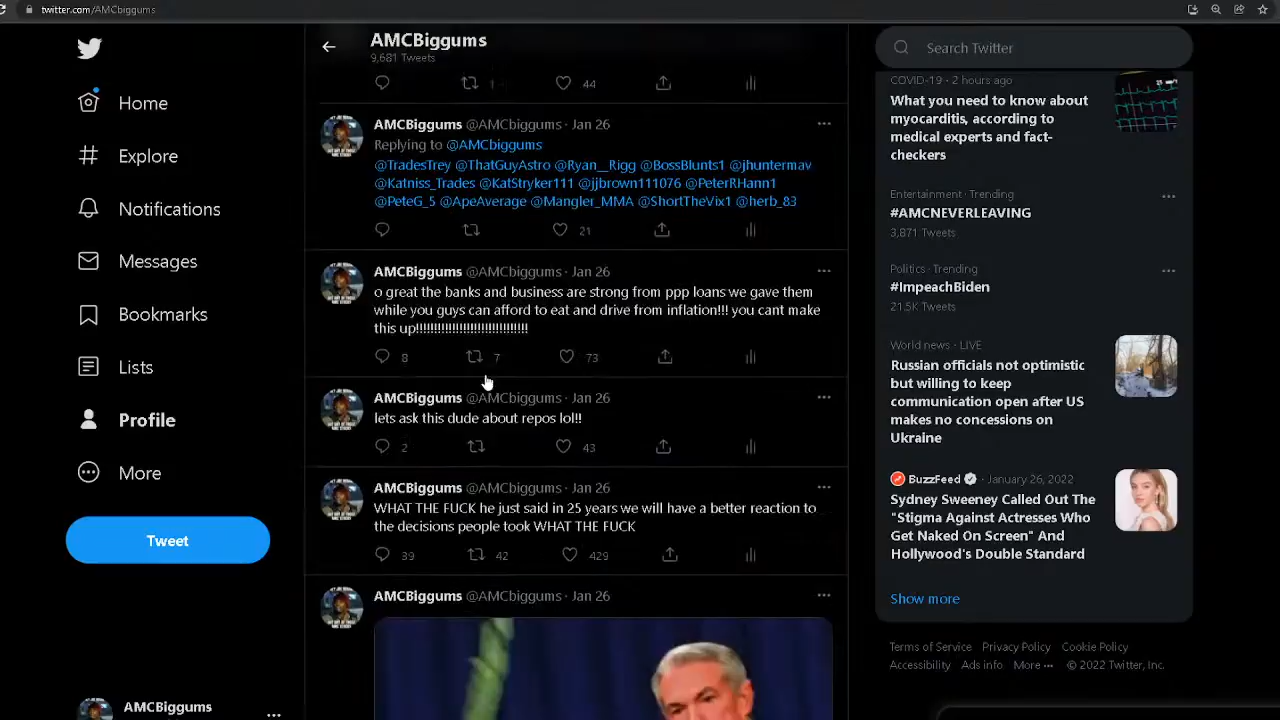 twitter.com/AMCBiggums
Home
Explore
Notifications
Messages
Bookmarks
Lists
Profile
More
Tweet
AMCBiggums
AMCBiggums
9,681 Tweets
44
AMCBiggums @AMCbiggums · Jan 26
Replying to @AMCbiggums
@TradesTrey @ThatGuyAstro @Ryan__Rigg @BossBlunts1 @jhuntermav
@Katniss_Trades @KatStryker111 @jjbrown111076 @PeterRHann1
@PeteG_5 @ApeAverage @Mangler_MMA @ShortTheVix1 @herb_83
21
AMCBiggums @AMCbiggums · Jan 26
o great the banks and business are strong from ppp loans we gave them
while you guys can afford to eat and drive from inflation!!! you cant make
this up!!!!!!!!!!!!!!!!!!!!!!!!!!!!!!!
8 7 73
AMCBiggums @AMCbiggums · Jan 26
lets ask this dude about repos lol!!
2 43
AMCBiggums @AMCbiggums · Jan 26
WHAT THE FUCK he just said in 25 years we will have a better reaction to
the decisions people took WHAT THE FUCK
39 42 429
AMCBiggums @AMCbiggums · Jan 26
Search Twitter
COVID-19 · 2 hours ago
What you need to know about
myocarditis, according to
medical experts and fact-
checkers
Entertainment · Trending
#AMCNEVERLEAVING
3,871 Tweets
Politics · Trending
#ImpeachBiden
21.5K Tweets
World news · LIVE
Russian officials not optimistic
but willing to keep
communication open after US
makes no concessions on
Ukraine
BuzzFeed · January 26, 2022
Sydney Sweeney Called Out The
"Stigma Against Actresses Who
Get Naked On Screen" And
Hollywood's Double Standard
Show more
Terms of Service Privacy Policy Cookie Policy
Accessibility Ads info More ··· © 2022 Twitter, Inc.